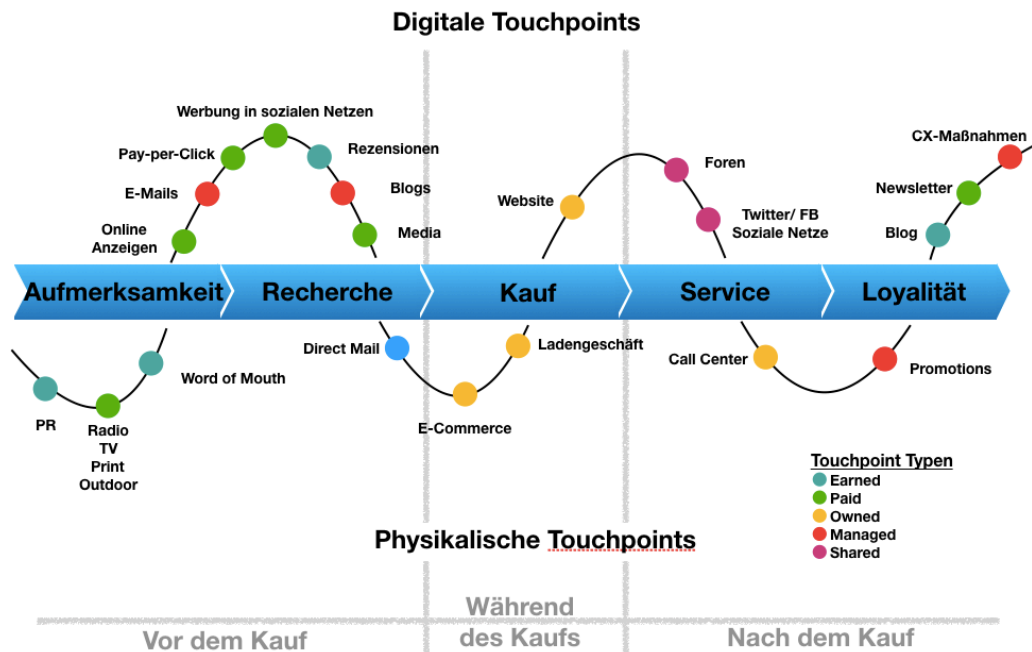 Digitale Touchpoints
Werbung in sozialen Netzen
Pay-per-Click
Rezensionen
E-Mails
Blogs
Online
Anzeigen
Media
Website
Foren
Twitter/ FB
Soziale Netze
CX-Maßnahmen
Newsletter
Blog
Aufmerksamkeit
Recherche
Kauf
Service
Loyalität
PR
Radio
TV
Print
Outdoor
Word of Mouth
Direct Mail
E-Commerce
Ladengeschäft
Call Center
Promotions
Touchpoint Typen
Earned
Paid
Owned
Managed
Shared
Physikalische Touchpoints
Vor dem Kauf
Während
des Kaufs
Nach dem Kauf